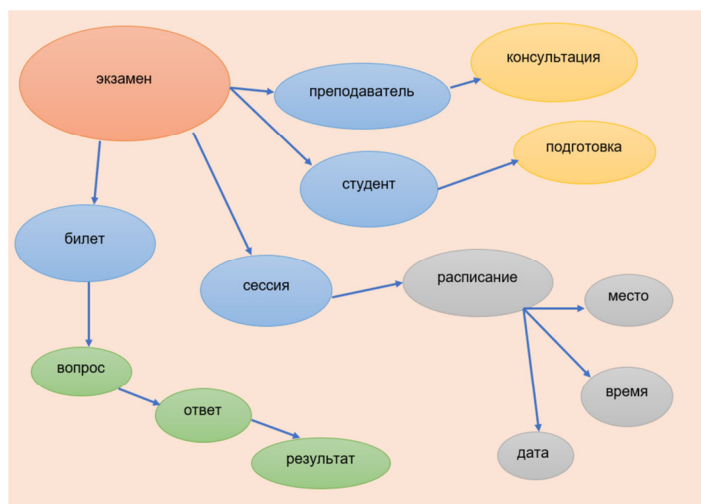 экзамен
преподаватель
консультация
подготовка
студент
билет
сессия
расписание
место
время
дата
вопрос
ответ
результат